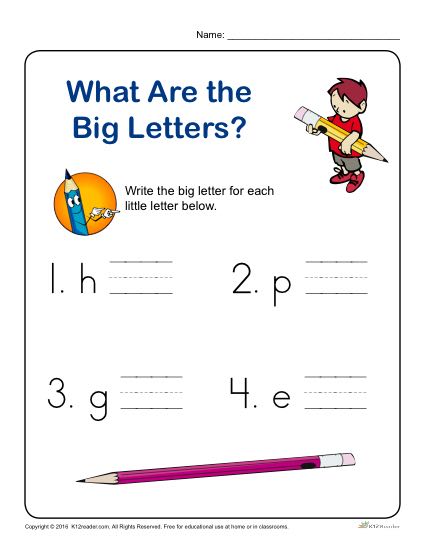 Name:
What Are the
Big Letters?
Write the big letter for each
little letter below.
1. h 2. p
3. g 4. e
Copyright © 2016 K12reader.com. All Rights Reserved. Free for educational use at home or in classrooms.
K12Reader